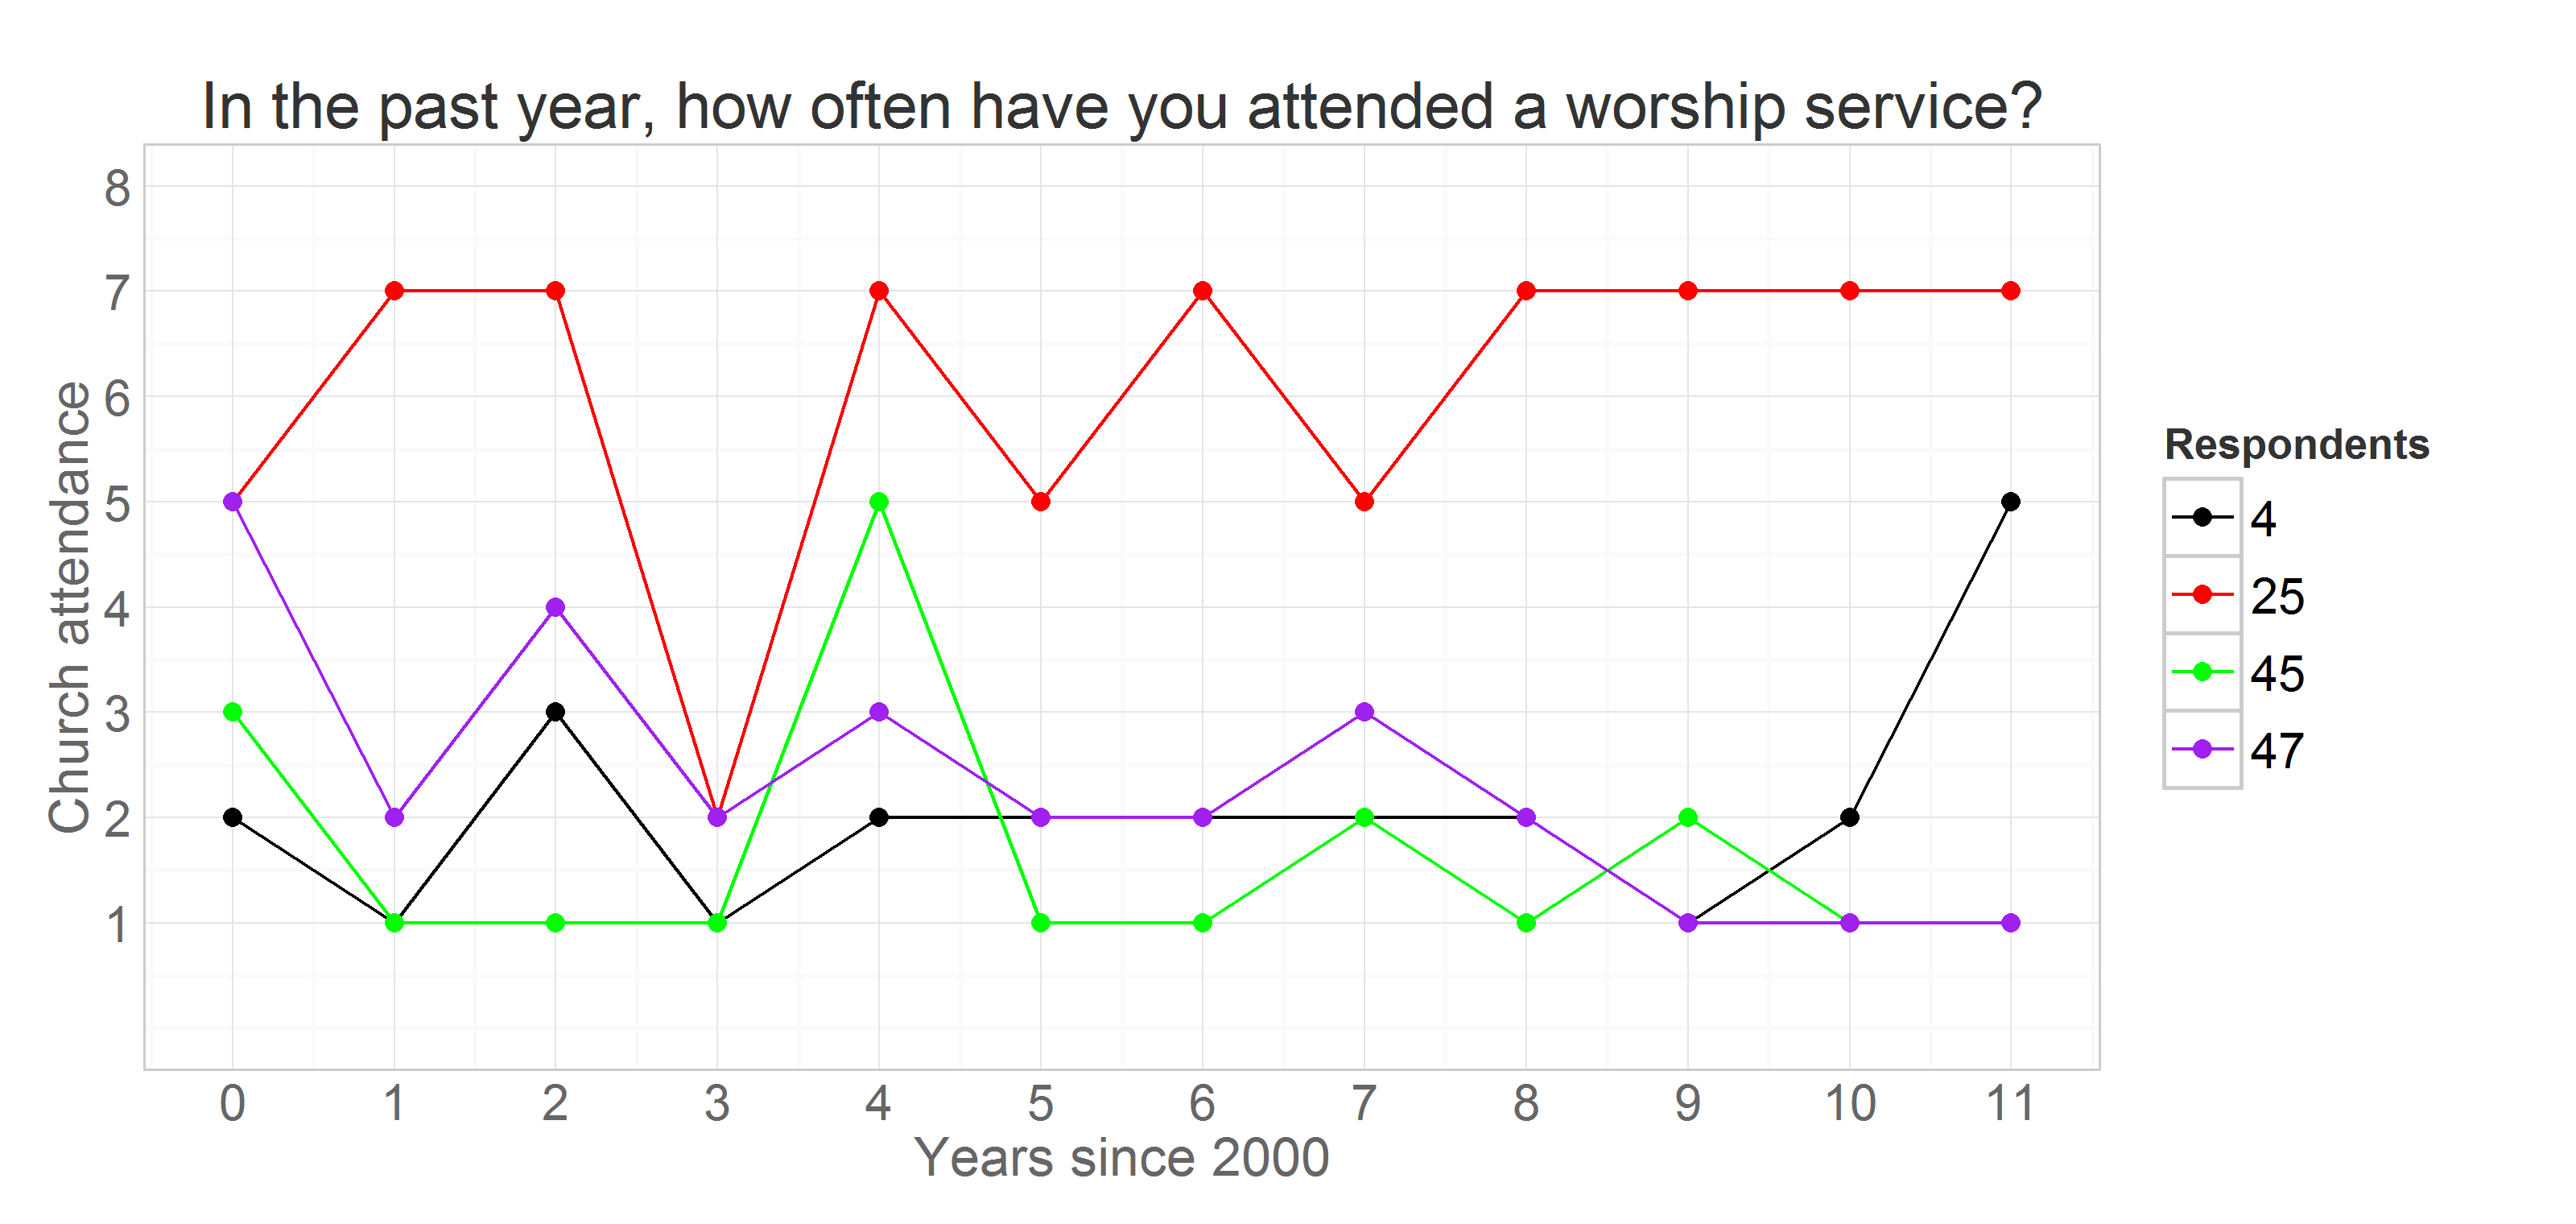 In the past year, how often have you attended a worship service?
Church attendance
8
7
6
5
4
3
2
1
0 1 2 3 4 5 6 7 8 9 10 11
Years since 2000
Respondents
4
25
45
47